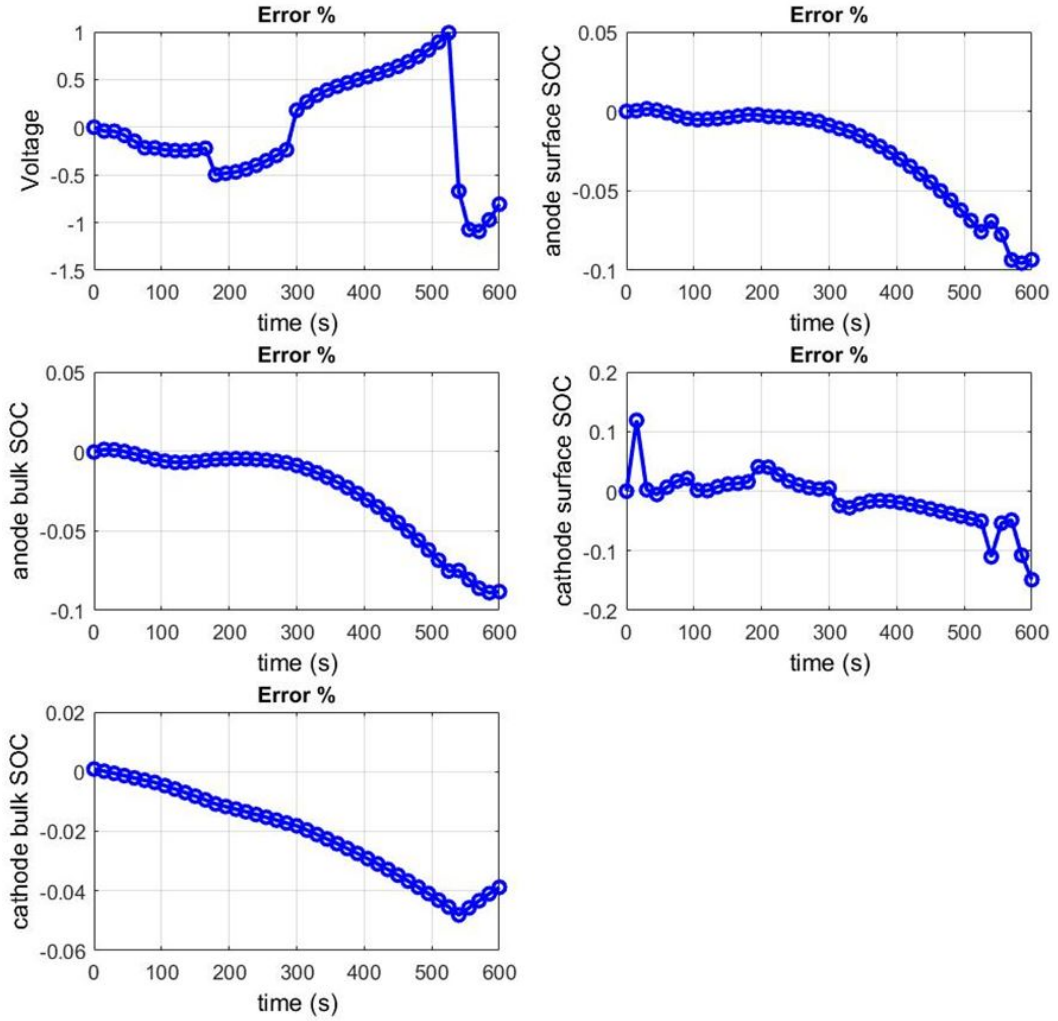 Error %
1
0.5
0
-0.5
-1
-1.5
Voltage
0 100 200 300 400 500 600
time (s)
Error %
0.05
0
-0.05
-0.1
anode surface SOC
0 100 200 300 400 500 600
time (s)
Error %
0.05
0
-0.05
-0.1
anode bulk SOC
0 100 200 300 400 500 600
time (s)
Error %
0.2
0.1
0
-0.1
-0.2
cathode surface SOC
0 100 200 300 400 500 600
time (s)
Error %
0.02
0
-0.02
-0.04
-0.06
cathode bulk SOC
0 100 200 300 400 500 600
time (s)